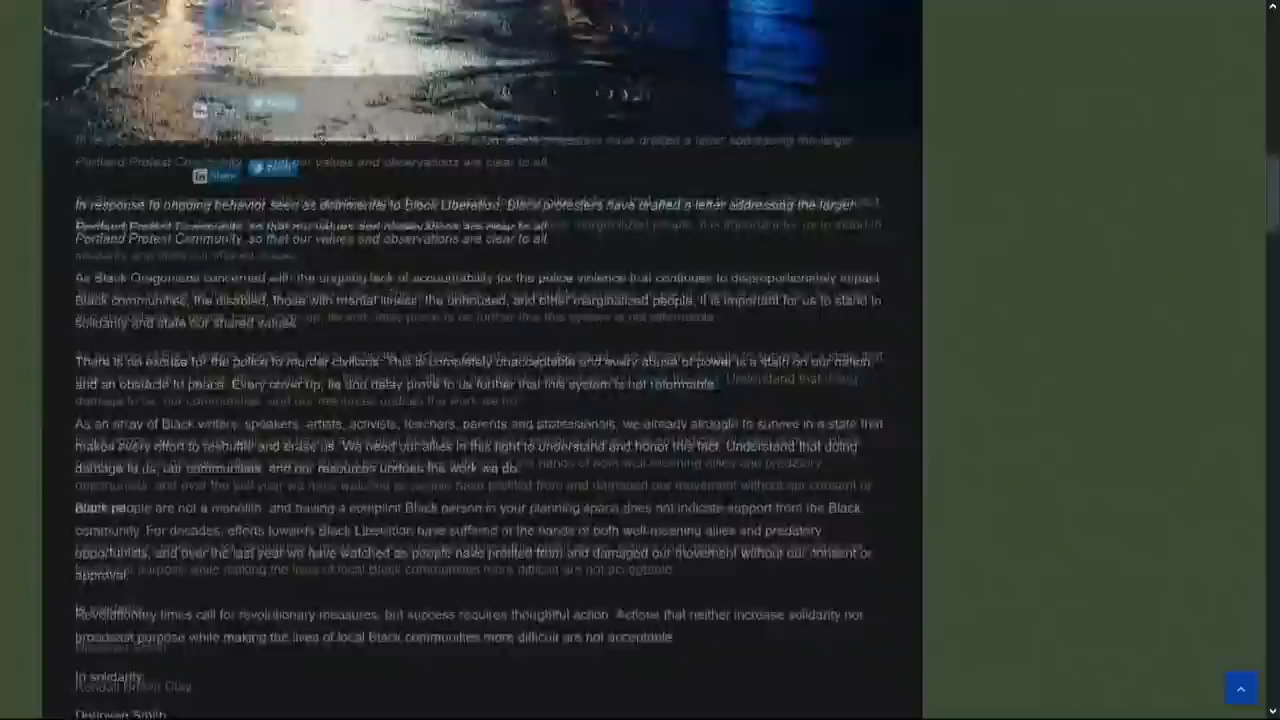 Share
In response to ongoing behavior seen as detrimental to Black Liberation, Black protesters have drafted a letter addressing the larger
Portland Protest Community, so that our values and observations are clear to all.
As Black Oregonians concerned with the ongoing lack of accountability for the police violence that continues to disproportionately impact
Black communities, the disabled, those with mental illness, the unhoused, and other marginalized people, it is important for us to stand in
solidarity and state our shared values.
There is no excuse for the police to murder civilians. This is completely unacceptable and every abuse of power is a stain on our nation
and an obstacle to peace. Every cover up, lie and delay prove to us further that this system is not reformable.
As an array of Black writers, speakers, artists, activists, teachers, parents and professionals, we already struggle to survive in a state that
makes every effort to and erase us. We need our allies in this fight to understand and honor this fact. Understand that doing
damage to us, our communities, and our resources undoes the work we do.
Black people are not a monolith, and having a complicit Black person in your planning space does not indicate support from the Black
community. For decades, efforts towards Black Liberation have suffered at the hands of both well-meaning allies and predatory
opportunists, and over the last year we have watched as people have profited from and damaged our movement without our consent or
approval.
Revolutionary times call for revolutionary measures, but success requires thoughtful action. Actions that neither increase solidarity nor
broadcast purpose while making the lives of local Black communities more difficult are not acceptable.
In solidarity,
Smith